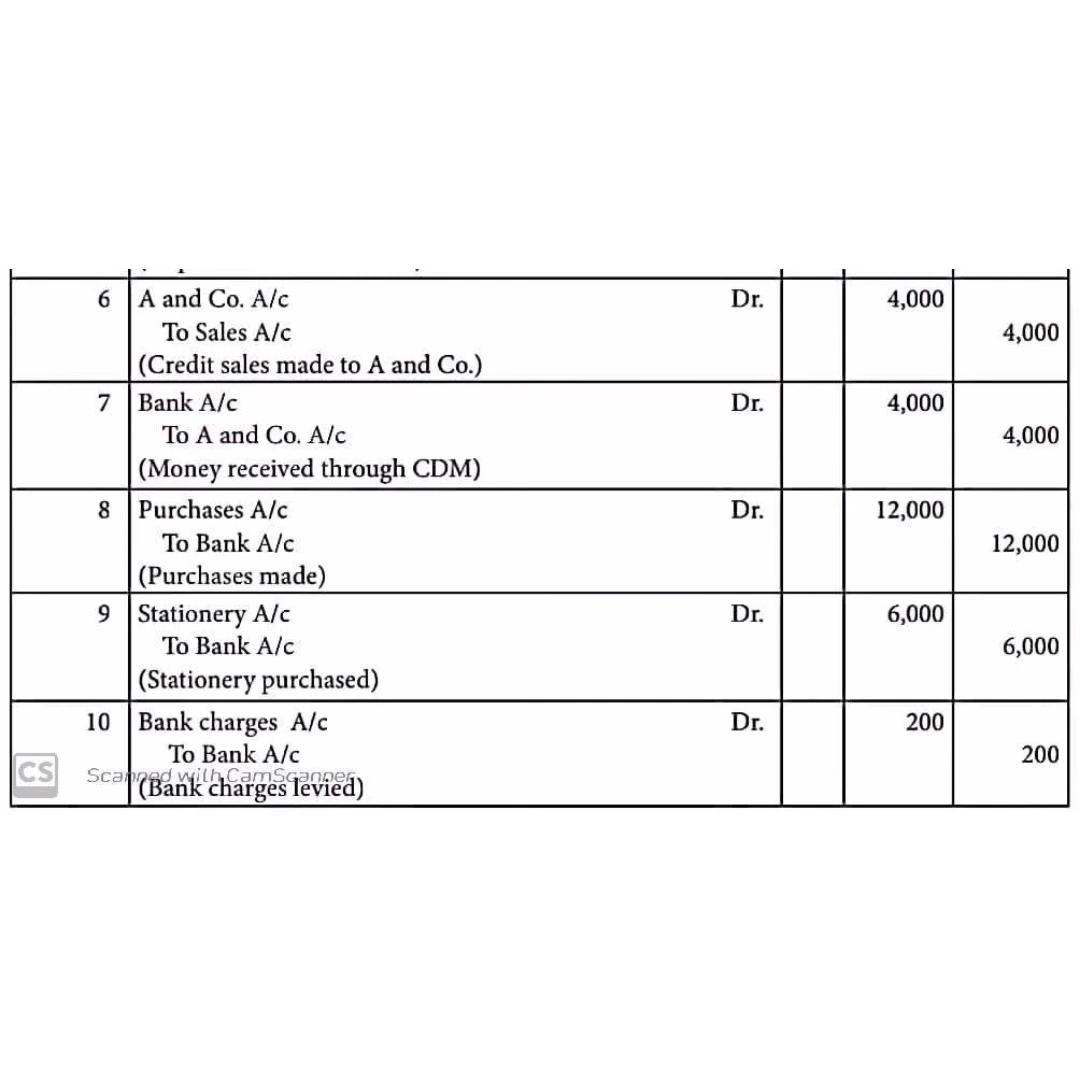 6 A and Co. A/c Dr. 4,000
To Sales A/c 4,000
(Credit sales made to A and Co.)
7 Bank A/c Dr. 4,000
To A and Co. A/c 4,000
(Money received through CDM)
8 Purchases A/c Dr. 12,000
To Bank A/c 12,000
(Purchases made)
9 Stationery A/c Dr. 6,000
To Bank A/c 6,000
(Stationery purchased)
10 Bank charges A/c Dr. 200
To Bank A/c 200
CS Scanned with CamScanner
(Bank charges levied)